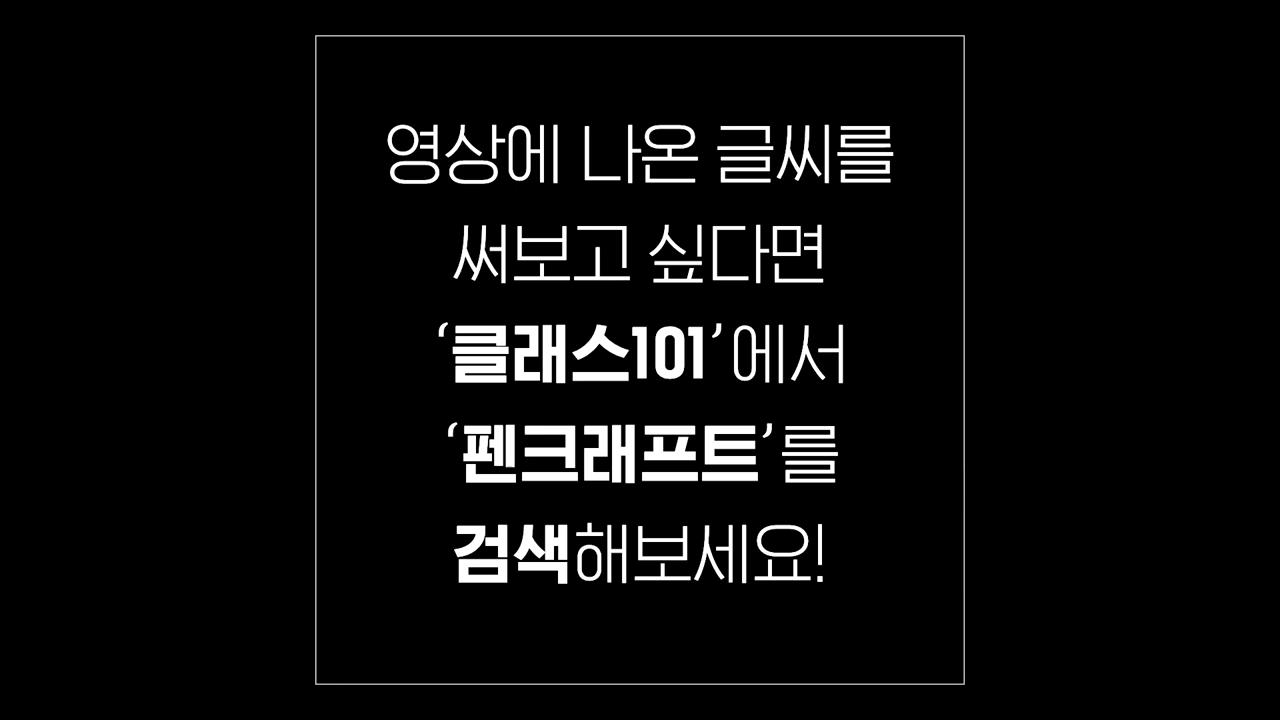 영상에 나온 글씨를
써보고 싶다면
‘클래스101’에서
‘펜크래프트’를
검색해보세요!